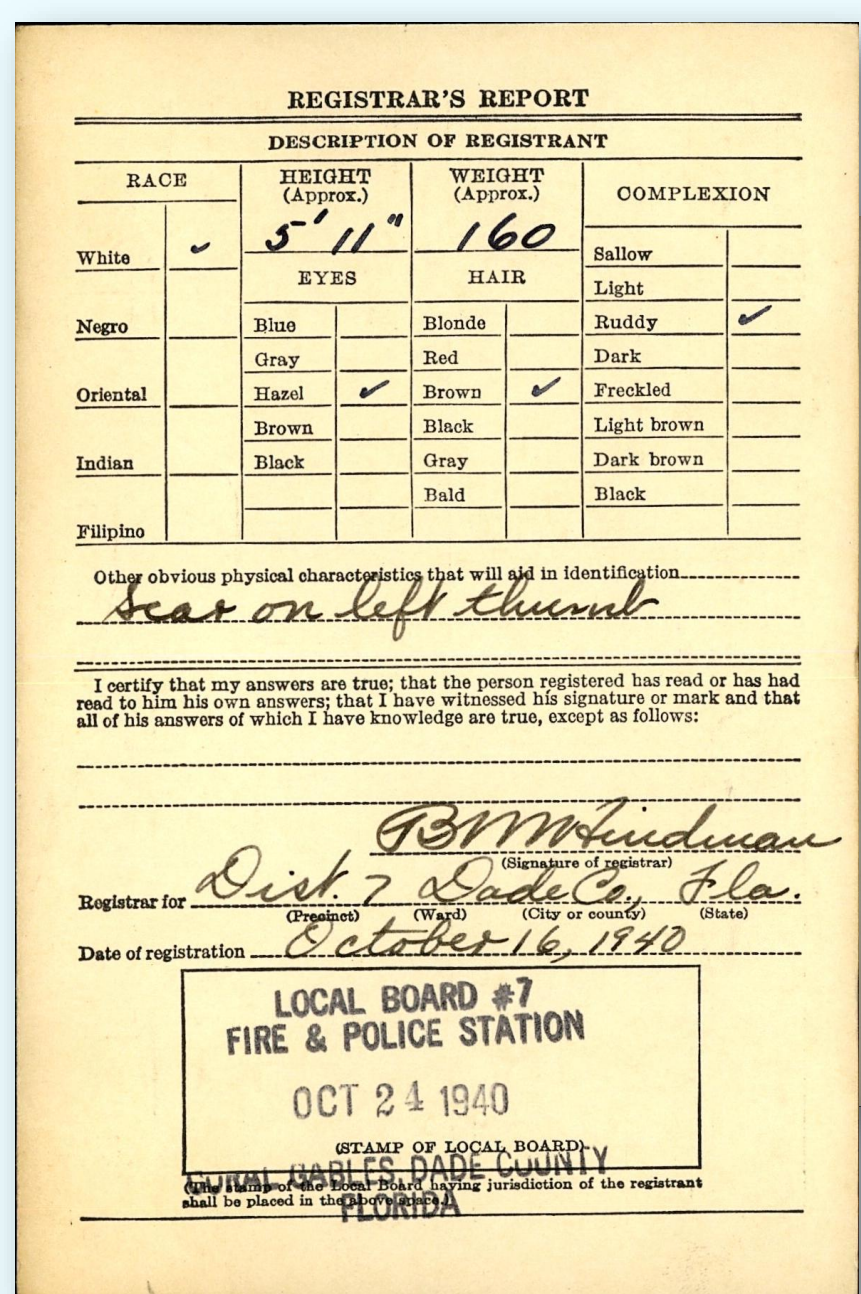 REGISTRAR'S REPORT
DESCRIPTION OF REGISTRANT
RACE
HEIGHT
(Approx.)
WEIGHT
(Approx.)
COMPLEXION
5' 11"
160
White ✓
EYES
HAIR
Sallow
Light
Negro
Blue
Blonde
Ruddy ✓
Gray
Red
Dark
Oriental
Hazel ✓
Brown ✓
Freckled
Brown
Black
Light brown
Indian
Black
Gray
Dark brown
Bald
Black
Filipino
Other obvious physical characteristics that will aid in identification
Scar on left thumb
I certify that my answers are true; that the person registered has read or has had
read to him his own answers; that I have witnessed his signature or mark and that
all of his answers of which I have knowledge are true, except as follows:
Hindman
(Signature of registrar)
Registrar for Dist. 7 Dade Co., Fla.
(Precinct) (Ward) (City or county) (State)
Date of registration October 16, 1940
LOCAL BOARD #7
FIRE & POLICE STATION
OCT 24 1940
(STAMP OF LOCAL BOARD)
CORAL GABLES DADE COUNTY
(The stamp of the Local Board having jurisdiction of the registrant
shall be placed in the above space.)
FLORIDA